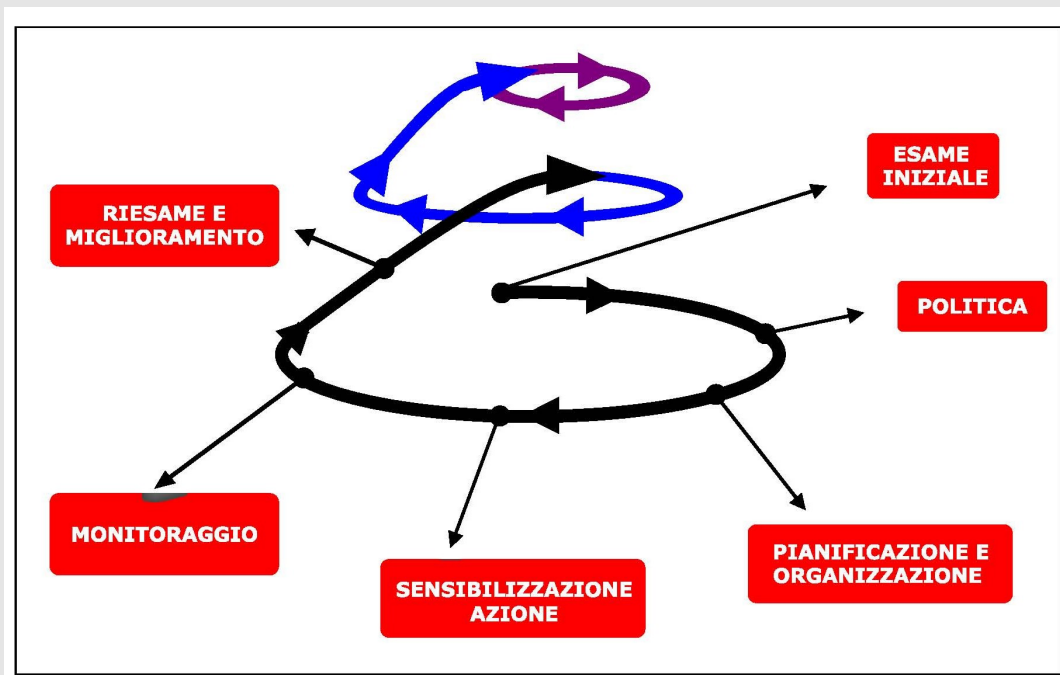 ESAME
INIZIALE
POLITICA
PIANIFICAZIONE E
ORGANIZZAZIONE
SENSIBILIZZAZIONE
AZIONE
MONITORAGGIO
RIESAME E
MIGLIORAMENTO